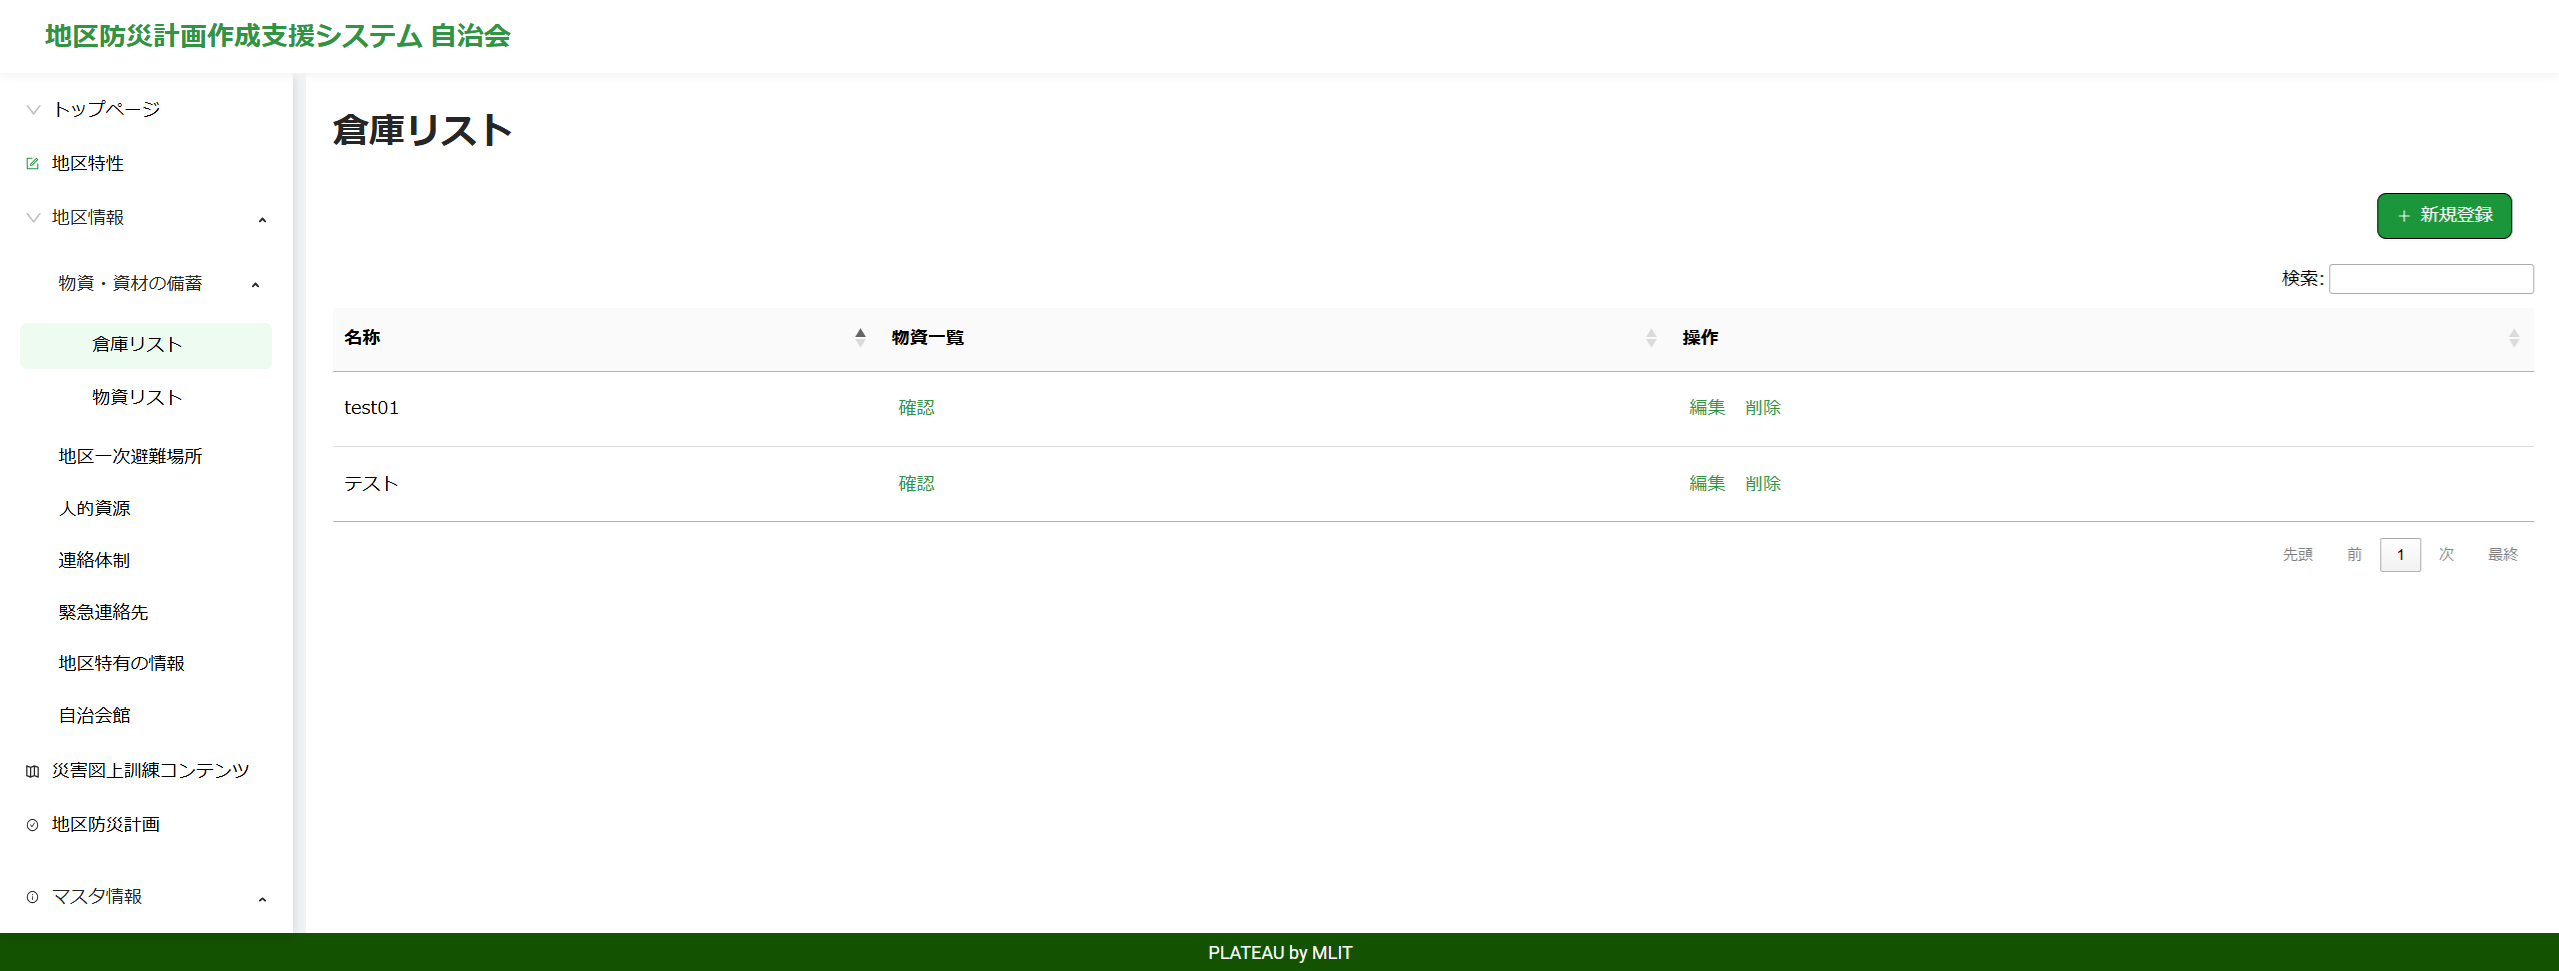 地区防災計画作成支援システム 自治会
トップページ
地区特性
地区情報
物資・資材の備蓄
倉庫リスト
物資リスト
地区一次避難場所
人的資源
連絡体制
緊急連絡先
地区特有の情報
自治会館
災害図上訓練コンテンツ
地区防災計画
マスタ情報
倉庫リスト
+ 新規登録
検索:
名称 物資一覧 操作
test01 確認 編集 削除
テスト 確認 編集 削除
先頭 前 1 次 最終
PLATEAU by MLIT